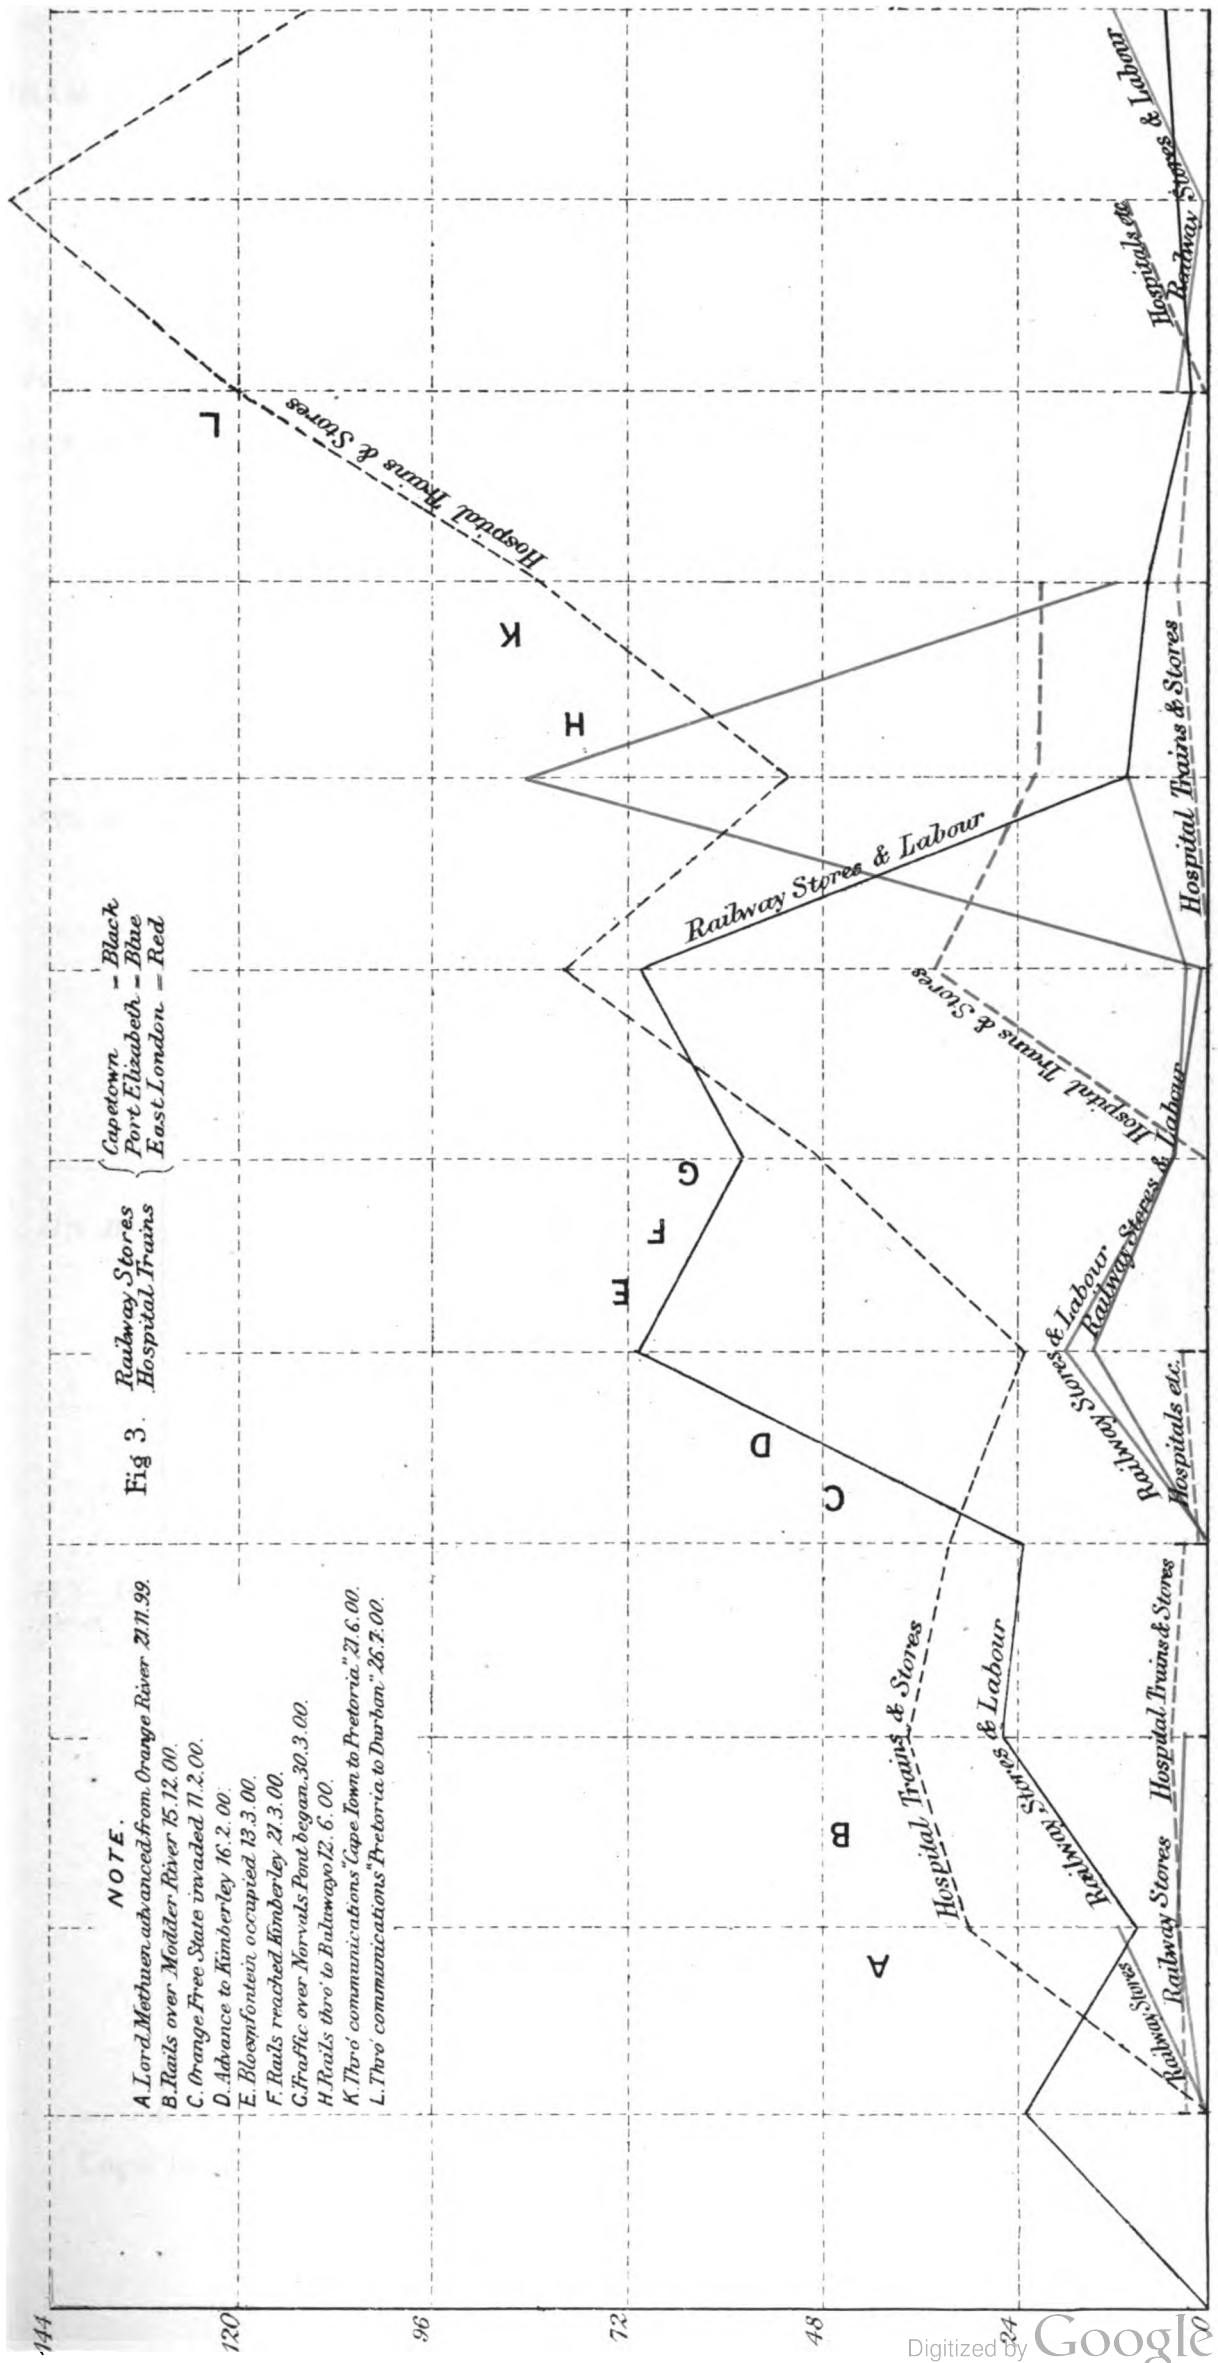 Fig 3. Railway Stores
Hospital Trains
Capetown = Black
Port Elizabeth = Blue
East London = Red
NOTE.
A. Lord Methuen advanced from Orange River 21.11.99.
B. Rails over Modder River 15.12.00.
C. Orange Free State invaded 11.2.00.
D. Advance to Kimberley 16.2.00.
E. Bloemfontein occupied 13.3.00.
F. Rails reached Kimberley 21.3.00.
G. Traffic over Norvals Pont began 30.3.00.
H. Rails thro' to Bulawayo 12.6.00.
K. Thro' communications "Cape Town to Pretoria" 21.6.00.
L. Thro' communications "Pretoria to Durban" 26.7.00.
144
120
96
72
48
24
0
A
B
C
D
E
F
G
H
K
L
Hospital Trains & Stores
Railway Stores & Labour
Railway Stores
Railway Stores
Hospital Trains & Stores
Hospitals etc.
Railway Stores & Labour
Railway Stores & Labour
Hospital Trains & Stores
Railway Stores & Labour
Hospital Trains & Stores
Hospital Trains & Stores
Hospitals etc
Railway Stores & Labour
Digitized by Google